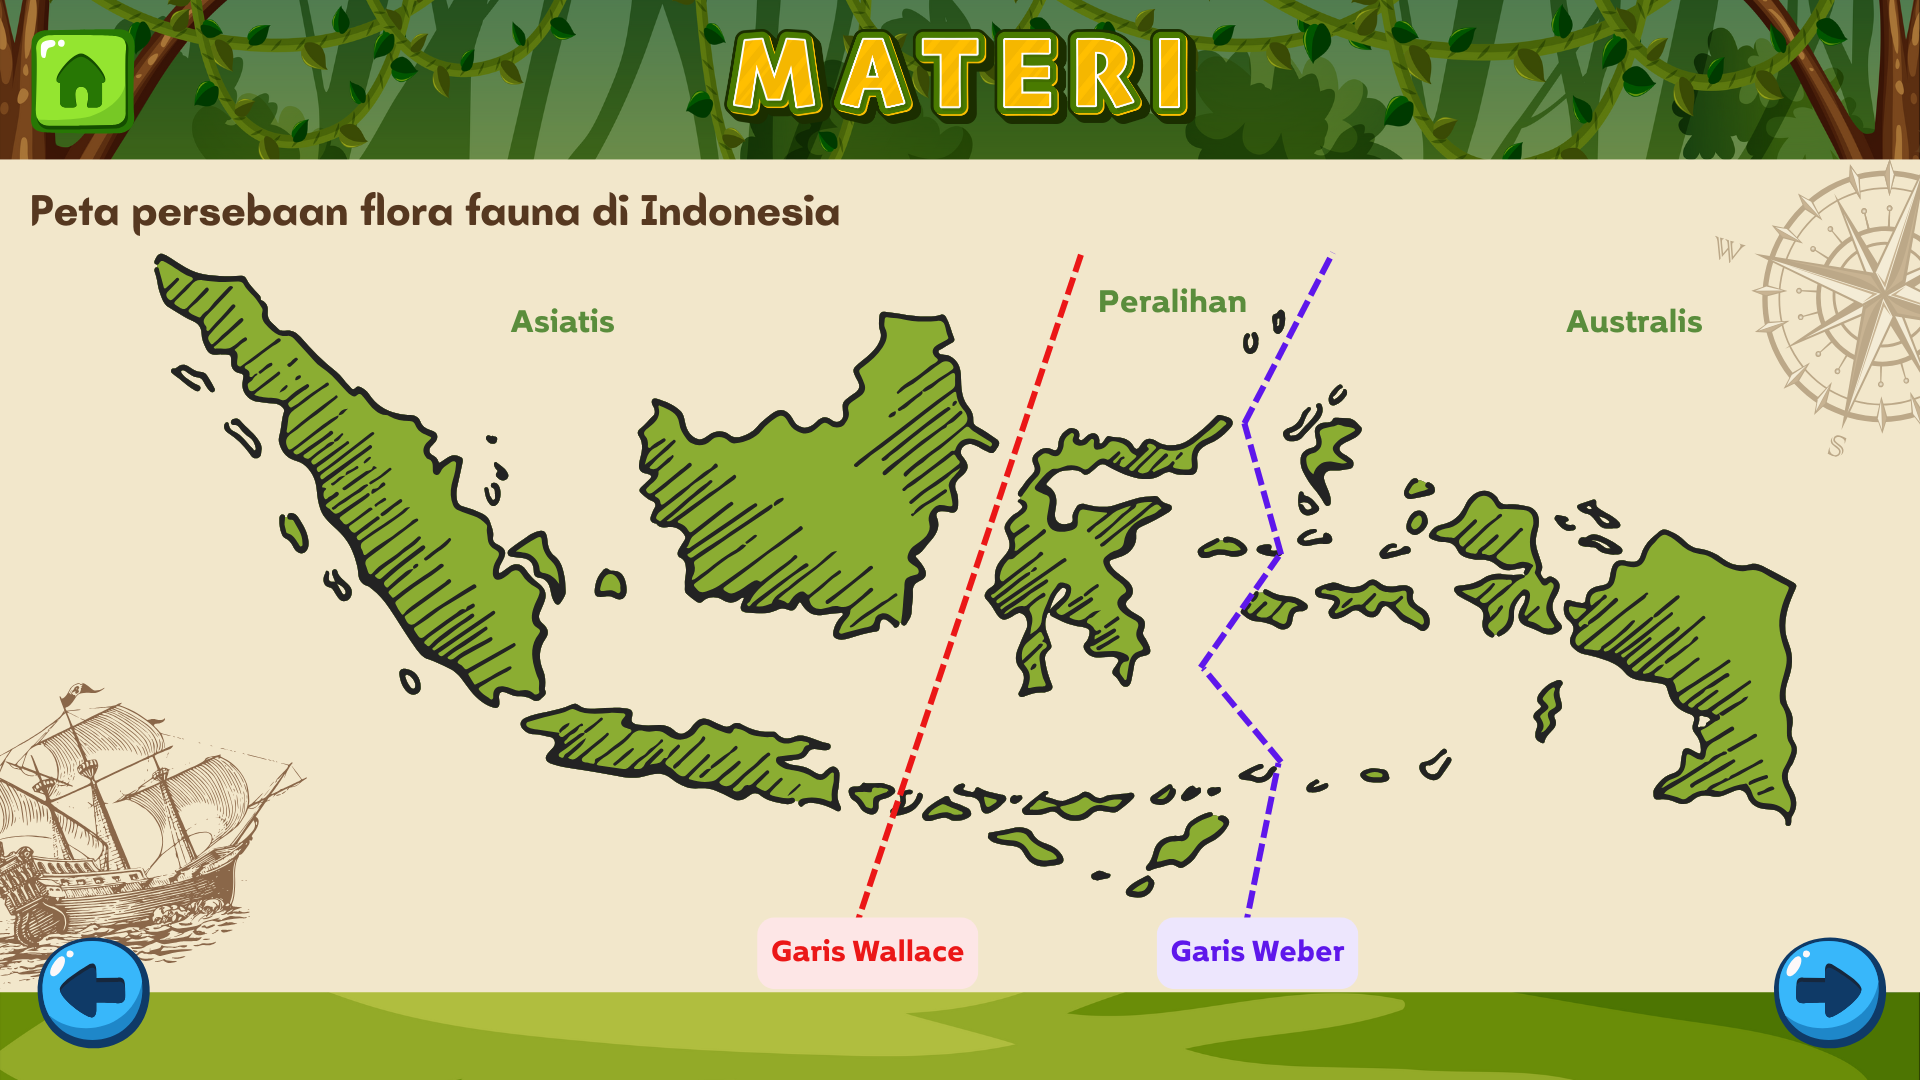 MATERI
Peta persebaan flora fauna di Indonesia
Asiatis
Peralihan
Australis
W
S
Garis Wallace
Garis Weber